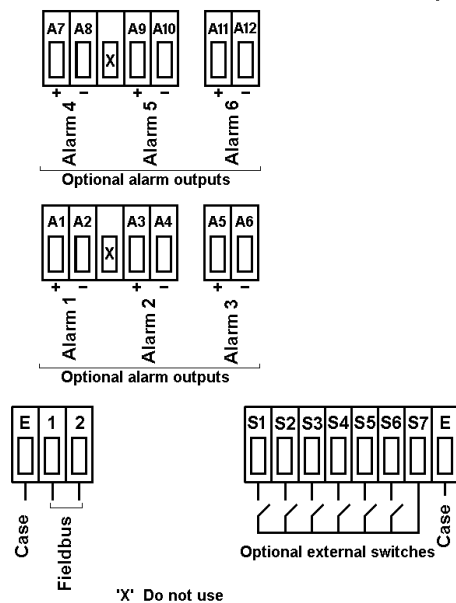 A7 A8 A9 A10 A11 A12
X
+ − + − + −
Alarm 4 Alarm 5 Alarm 6
Optional alarm outputs
A1 A2 A3 A4 A5 A6
X
+ − + − + −
Alarm 1 Alarm 2 Alarm 3
Optional alarm outputs
E 1 2 S1 S2 S3 S4 S5 S6 S7 E
Case Fieldbus Case
Optional external switches
'X' Do not use